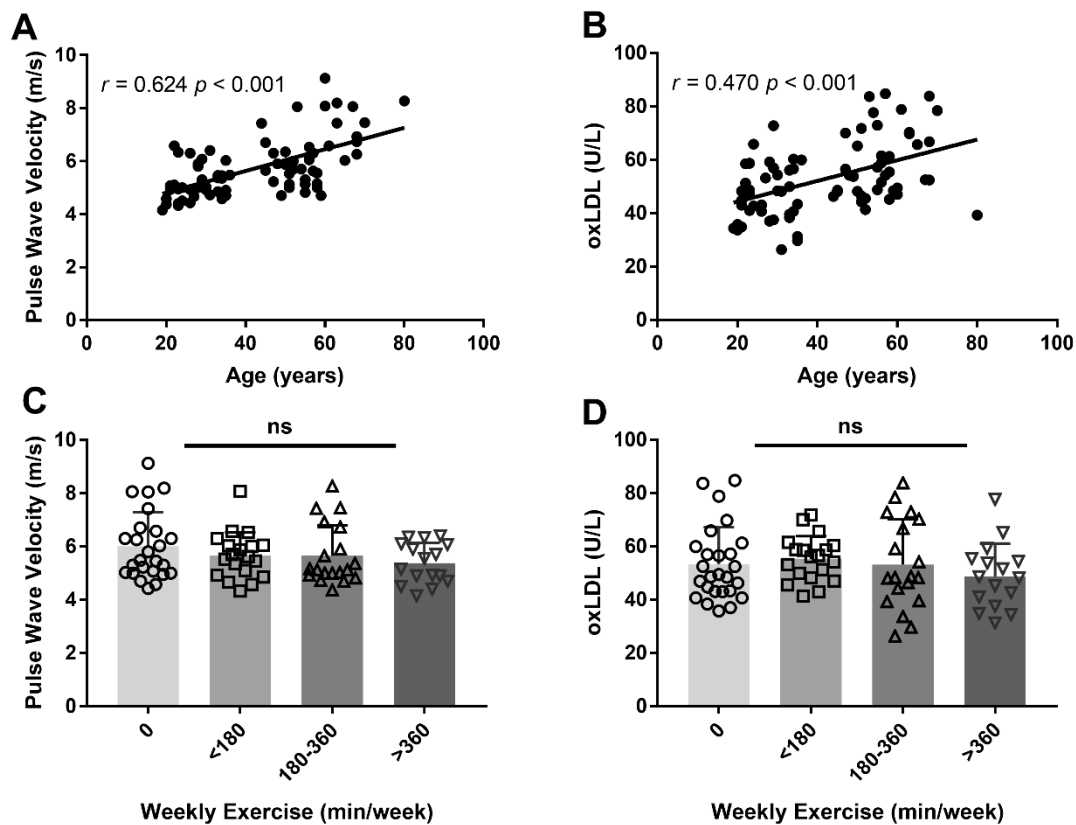 A
Pulse Wave Velocity (m/s)
10
8
6
4
2
0
r = 0.624 p < 0.001
0 20 40 60 80 100
Age (years)
B
oxLDL (U/L)
100
80
60
40
20
0
r = 0.470 p < 0.001
0 20 40 60 80 100
Age (years)
C
Pulse Wave Velocity (m/s)
10
8
6
4
2
0
ns
0 <180 180-360 >360
Weekly Exercise (min/week)
D
oxLDL (U/L)
100
80
60
40
20
0
ns
0 <180 180-360 >360
Weekly Exercise (min/week)